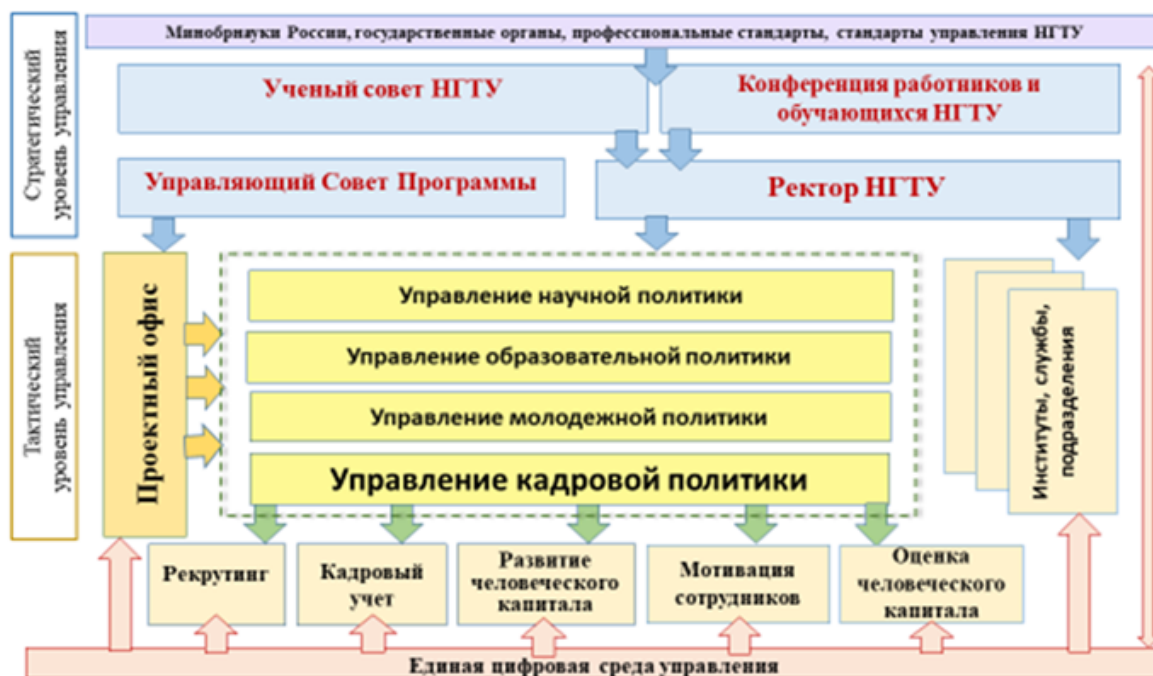 Минобрнауки России, государственные органы, профессиональные стандарты, стандарты управления НГТУ
Стратегический
уровень управления
Ученый совет НГТУ
Конференция работников и
обучающихся НГТУ
Управляющий Совет Программы
Ректор НГТУ
Тактический
уровень управления
Проектный офис
Управление научной политики
Управление образовательной политики
Управление молодежной политики
Управление кадровой политики
Институты, службы,
подразделения
Рекрутинг
Кадровый
учет
Развитие
человеческого
капитала
Мотивация
сотрудников
Оценка
человеческого
капитала
Единая цифровая среда управления